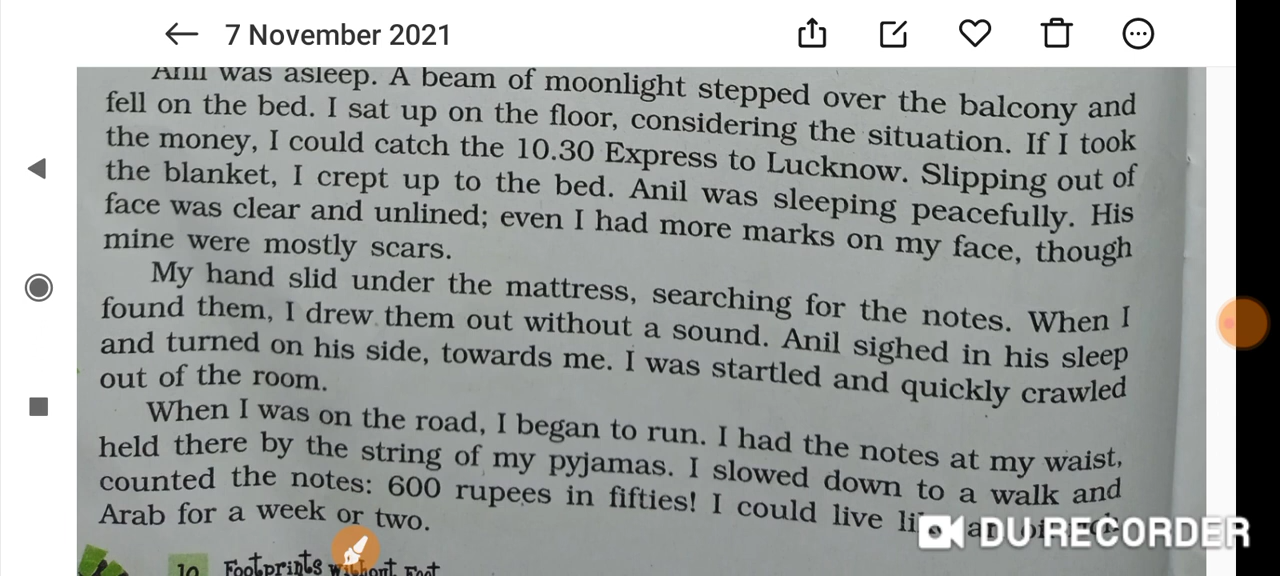 7 November 2021
Anil was asleep. A beam of moonlight stepped over the balcony and
fell on the bed. I sat up on the floor, considering the situation. If I took
the money, I could catch the 10.30 Express to Lucknow. Slipping out of
the blanket, I crept up to the bed. Anil was sleeping peacefully. His
face was clear and unlined; even I had more marks on my face, though
mine were mostly scars.
My hand slid under the mattress, searching for the notes. When I
found them, I drew them out without a sound. Anil sighed in his sleep
and turned on his side, towards me. I was startled and quickly crawled
out of the room.
When I was on the road, I began to run. I had the notes at my waist,
held there by the string of my pyjamas. I slowed down to a walk and
counted the notes: 600 rupees in fifties! I could live
Arab for a week or two.
DU RECORDER
10 Footprints without Feet